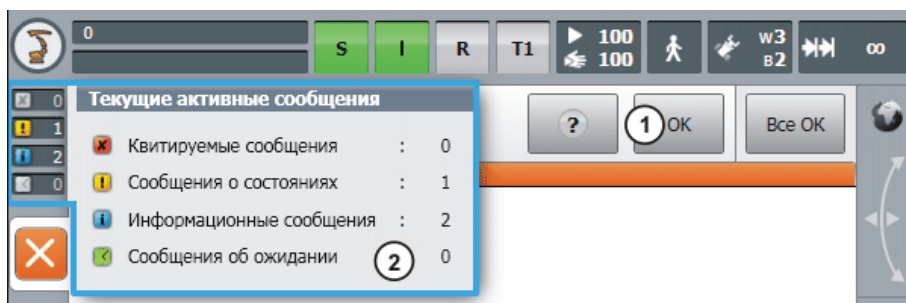 0
S I R T1 100 100 W3 B2 ∞
0 Текущие активные сообщения
1 Квитируемые сообщения : 0
2 Сообщения о состояниях : 1
0 Информационные сообщения : 2
Сообщения об ожидании 2 0
? 1 OK Все OK